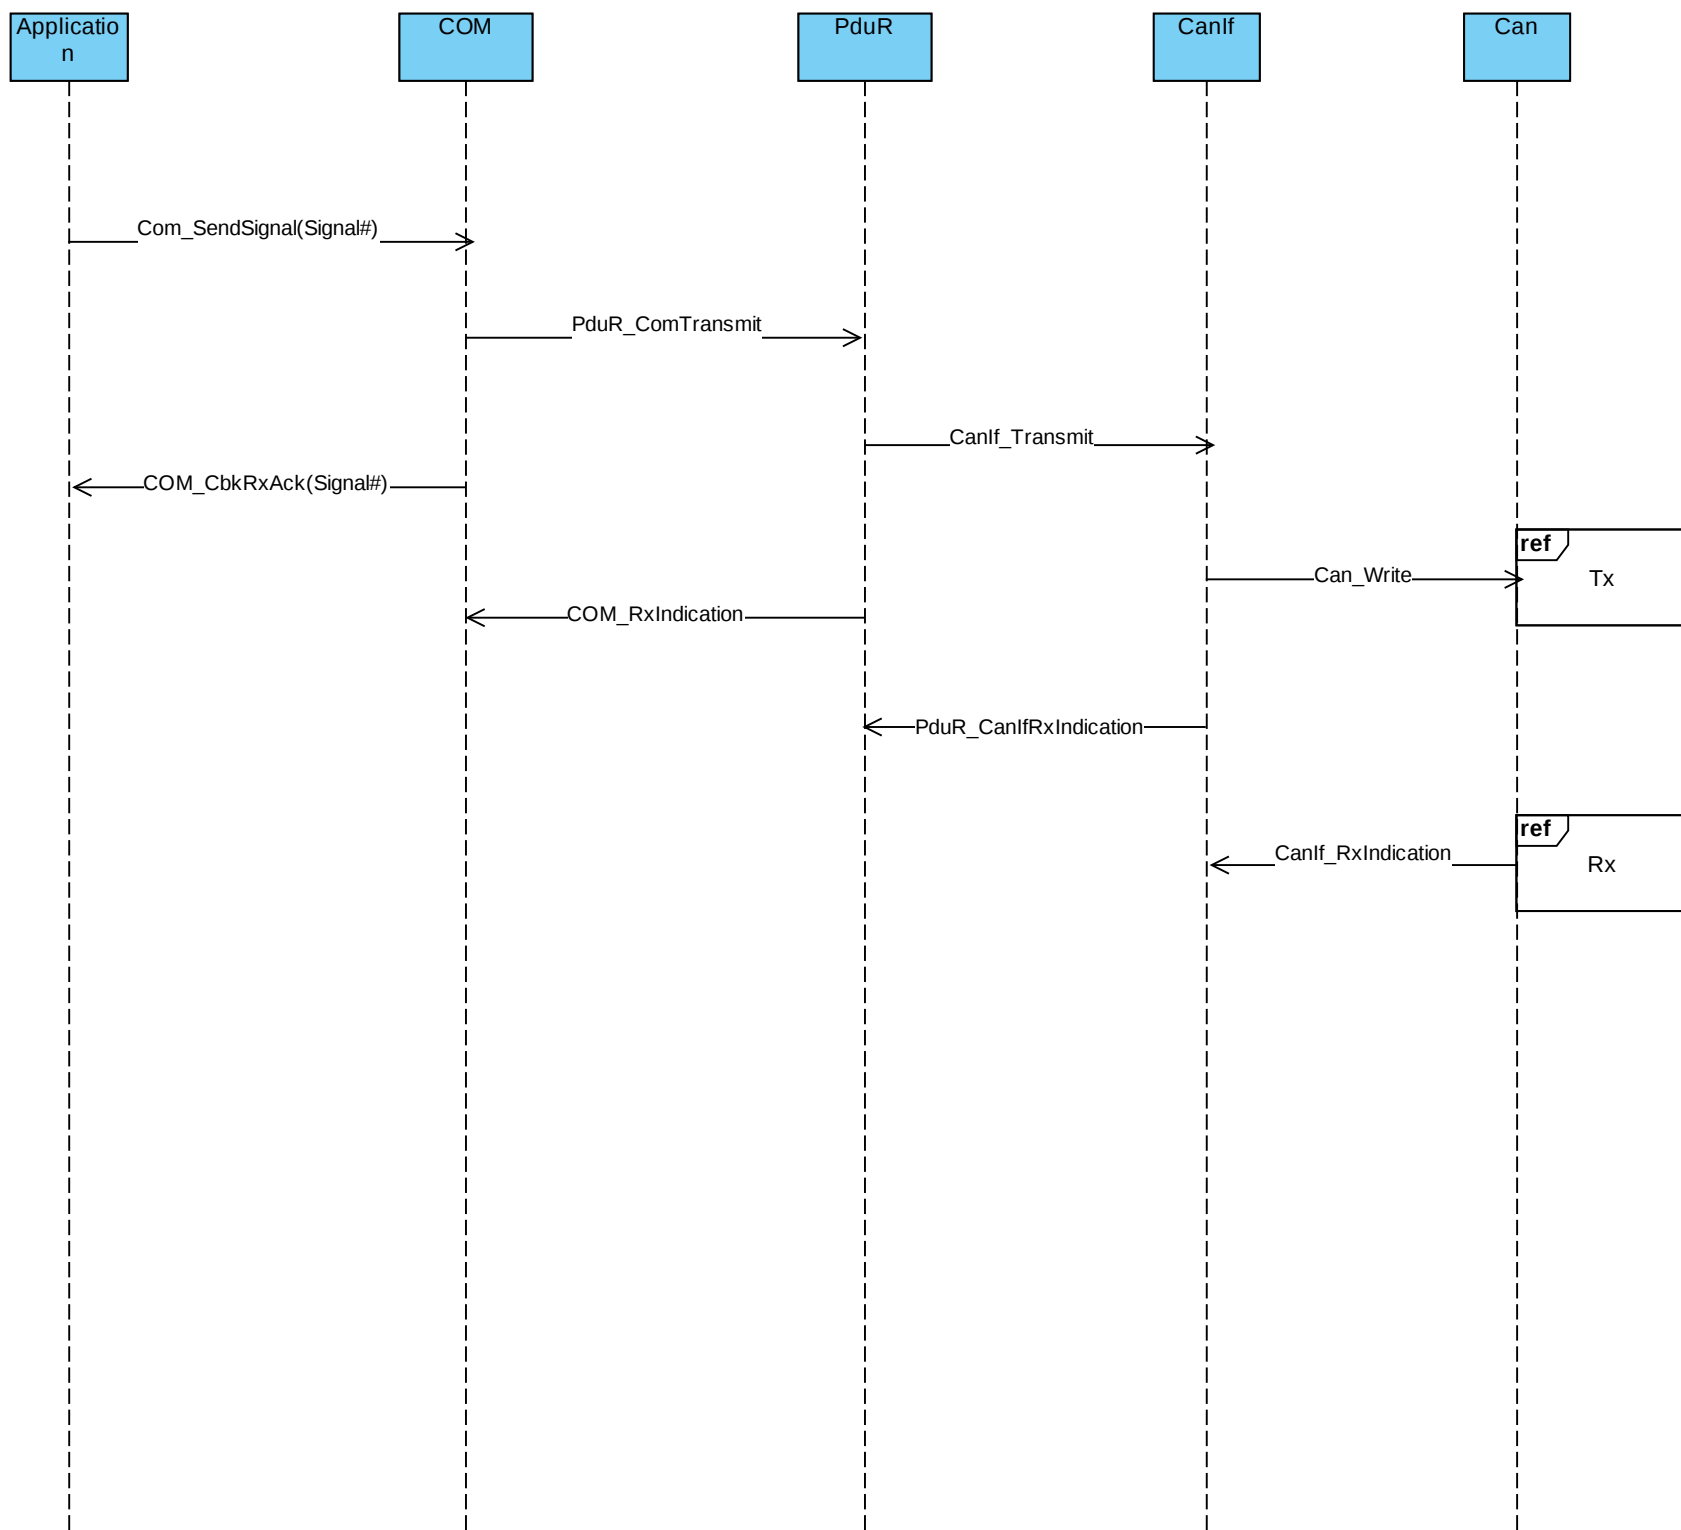 Applicatio
n
COM
PduR
CanIf
Can
Com_SendSignal(Signal#)
PduR_ComTransmit
CanIf_Transmit
COM_CbkRxAck(Signal#)
ref
Can_Write
Tx
COM_RxIndication
PduR_CanIfRxIndication
ref
CanIf_RxIndication
Rx